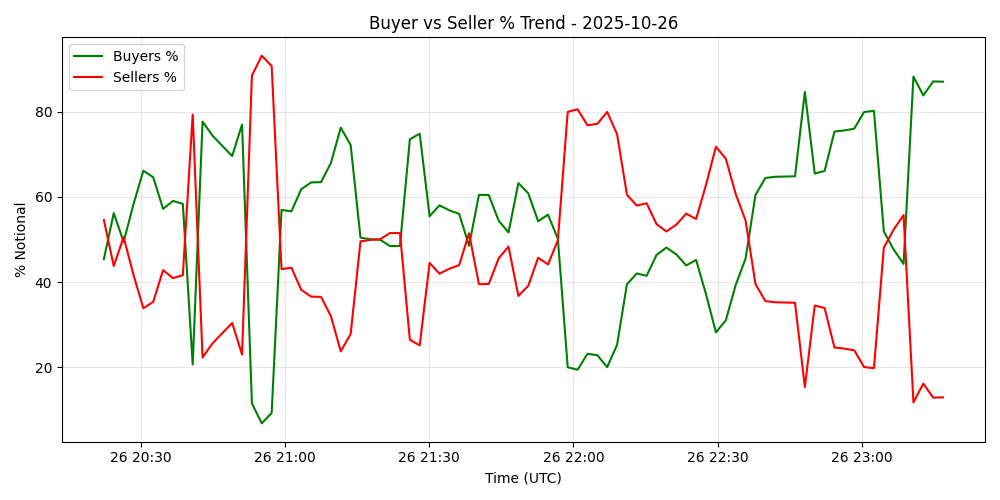 Buyer vs Seller % Trend - 2025-10-26
Buyers %
Sellers %
% Notional
80
60
40
20
26 20:30 26 21:00 26 21:30 26 22:00 26 22:30 26 23:00
Time (UTC)